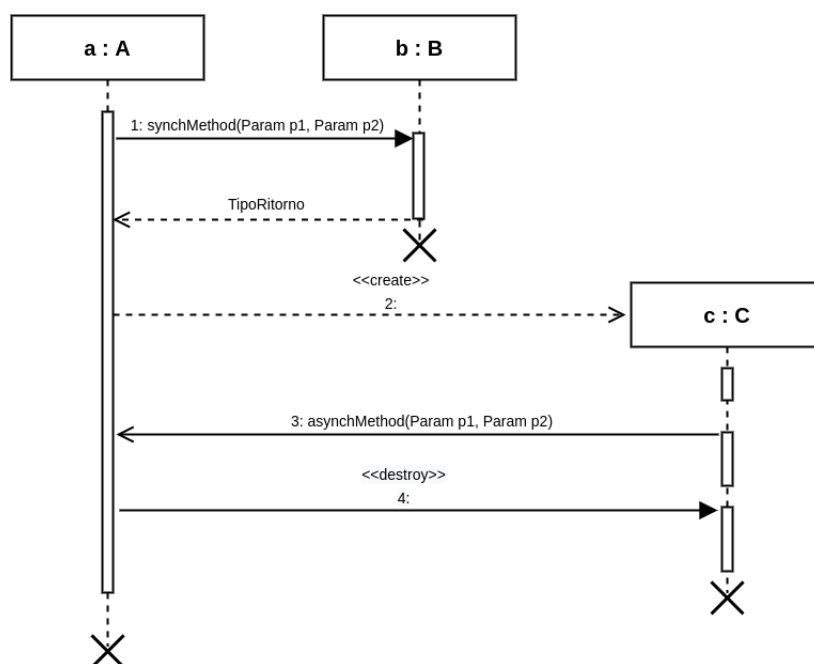 a : A
b : B
1: synchMethod(Param p1, Param p2)
TipoRitorno
<<create>>
2:
c : C
3: asynchMethod(Param p1, Param p2)
<<destroy>>
4: